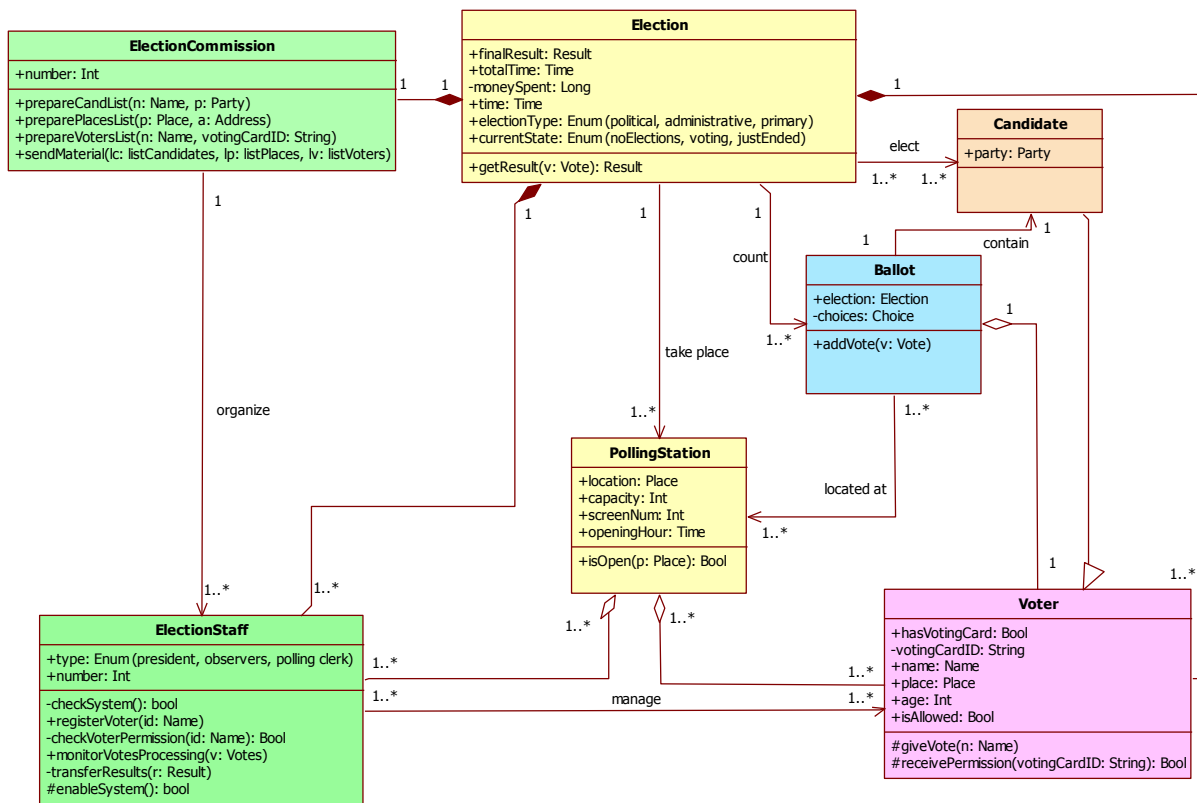 ElectionCommission
+number: Int
+prepareCandList(n: Name, p: Party)
+preparePlacesList(p: Place, a: Address)
+prepareVotersList(n: Name, votingCardID: String)
+sendMaterial(lc: listCandidates, lp: listPlaces, lv: listVoters)
1
1
Election
+finalResult: Result
+totalTime: Time
-moneySpent: Long
+time: Time
+electionType: Enum (political, administrative, primary)
+currentState: Enum (noElections, voting, justEnded)
+getResult(v: Vote): Result
1
elect
1..*
1..*
Candidate
+party: Party
1
1
1
1
count
1
contain
1
Ballot
+election: Election
-choices: Choice
+addVote(v: Vote)
1
1..*
take place
1..*
1..*
organize
PollingStation
+location: Place
+capacity: Int
+screenNum: Int
+openingHour: Time
+isOpen(p: Place): Bool
located at
1..*
1
1..*
1..*
1..*
1..*
1..*
ElectionStaff
+type: Enum (president, observers, polling clerk)
+number: Int
-checkSystem(): bool
+registerVoter(id: Name)
-checkVoterPermission(id: Name): Bool
+monitorVotesProcessing(v: Votes)
-transferResults(r: Result)
#enableSystem(): bool
1..*
1..*
manage
1..*
1..*
Voter
+hasVotingCard: Bool
-votingCardID: String
+name: Name
+place: Place
+age: Int
+isAllowed: Bool
#giveVote(n: Name)
#receivePermission(votingCardID: String): Bool